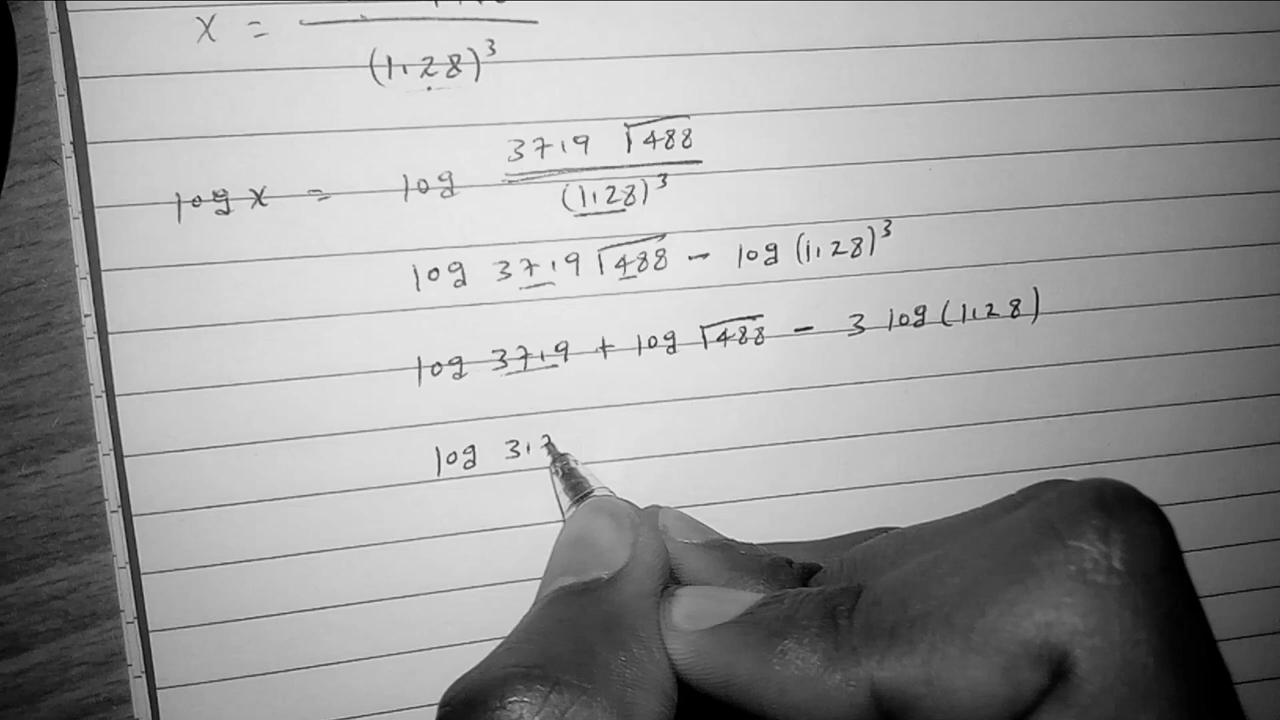 x = (1.28)³
log x = log 37.9 √488 / (1.28)³
log 37.9 √488 - log (1.28)³
log 37.9 + log √488 - 3 log (1.28)
log 3.